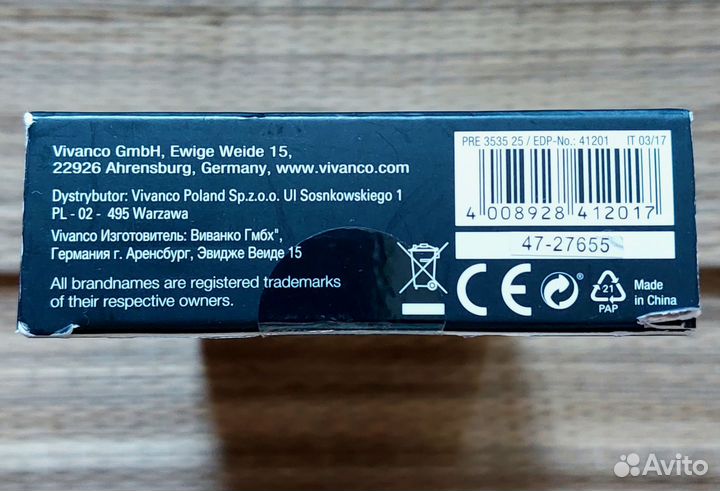 Vivanco GmbH, Ewige Weide 15,
22926 Ahrensburg, Germany, www.vivanco.com
Dystrybutor: Vivanco Poland Sp.z.o.o. Ul Sosnkowskiego 1
PL - 02 - 495 Warzawa
Vivanco Изготовитель: Виванко Гмбх",
Германия г. Аренсбург, Эвидже Веиде 15
All brandnames are registered trademarks
of their respective owners.
PRE 3535 25 / EDP-No.: 41201 IT 03/17
4 008928 412017
47-27655
CE
21
PAP
Made
in China
Avito